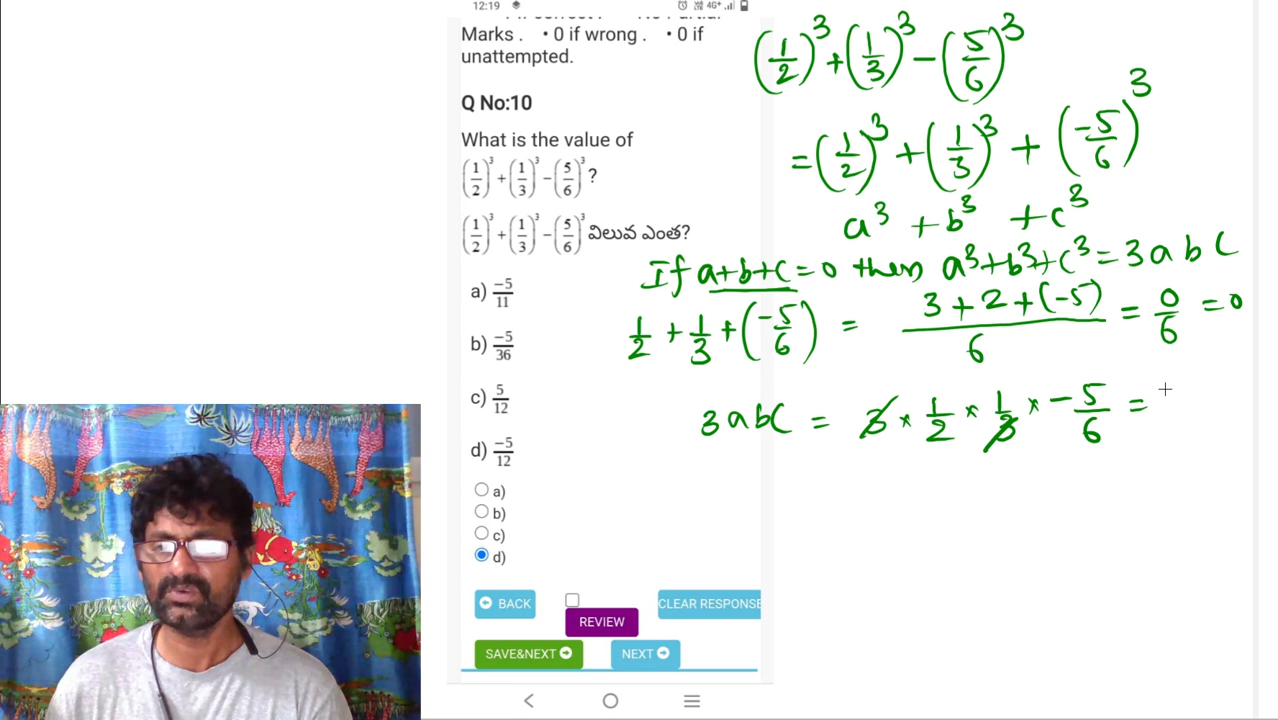 12:19
4G+
Marks . • 0 if wrong . • 0 if
unattempted.
Q No:10
What is the value of
(1/2)³ + (1/3)³ − (5/6)³ ?
(1/2)³ + (1/3)³ − (5/6)³ విలువ ఎంత?
a) −5/11
b) −5/36
c) 5/12
d) −5/12
a)
b)
c)
d)
BACK
CLEAR RESPONSE
REVIEW
SAVE&NEXT
NEXT
(1/2)³ + (1/3)³ − (5/6)³
= (1/2)³ + (1/3)³ + (−5/6)³
a³ + b³ + c³
If a+b+c=0 then a³+b³+c³=3abc
1/2 + 1/3 + (−5/6) = 3+2+(−5)/6 = 0/6 = 0
3abc = 3 × 1/2 × 1/3 × −5/6 =